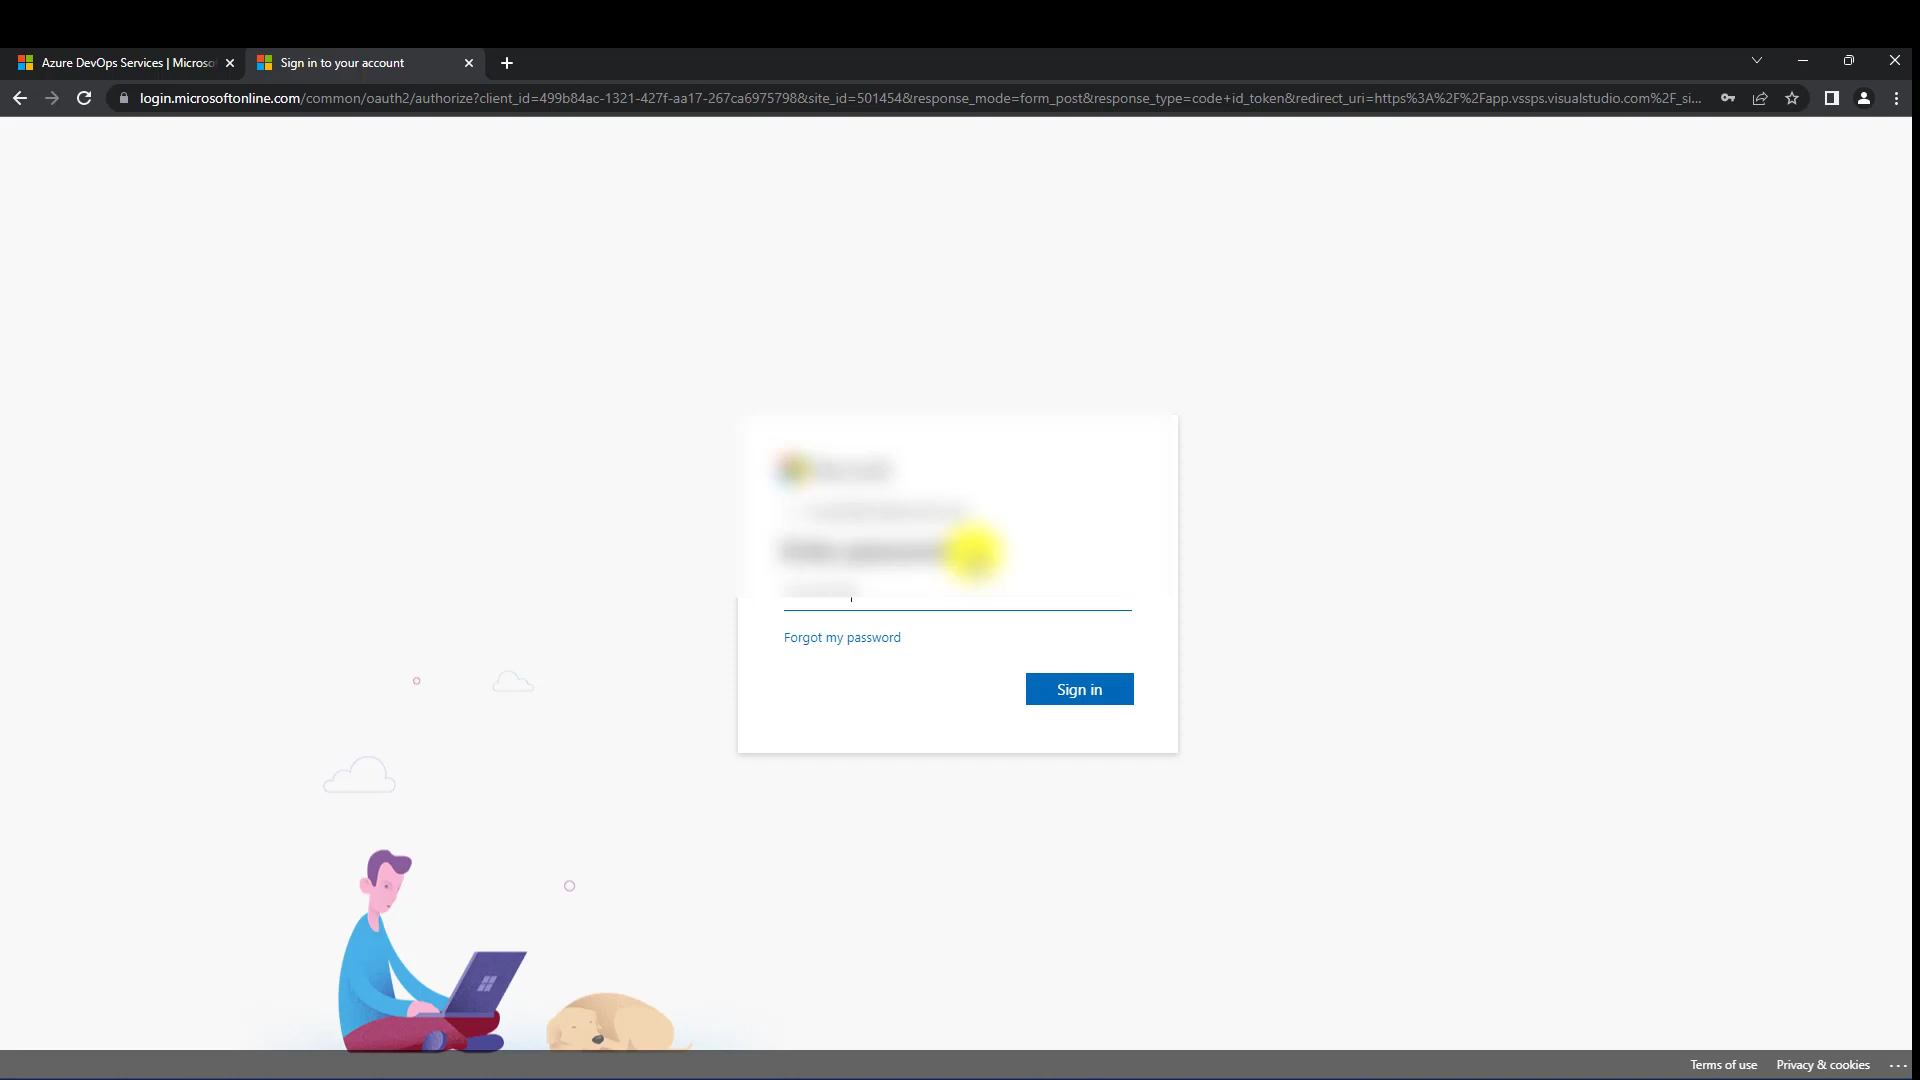 Azure DevOps Services | Microso
Sign in to your account
login.microsoftonline.com/common/oauth2/authorize?client_id=499b84ac-1321-427f-aa17-267ca6975798&site_id=501454&response_mode=form_post&response_type=code+id_token&redirect_uri=https%3A%2F%2Fapp.vssps.visualstudio.com%2F_si...
Forgot my password
Sign in
Terms of use Privacy & cookies ...